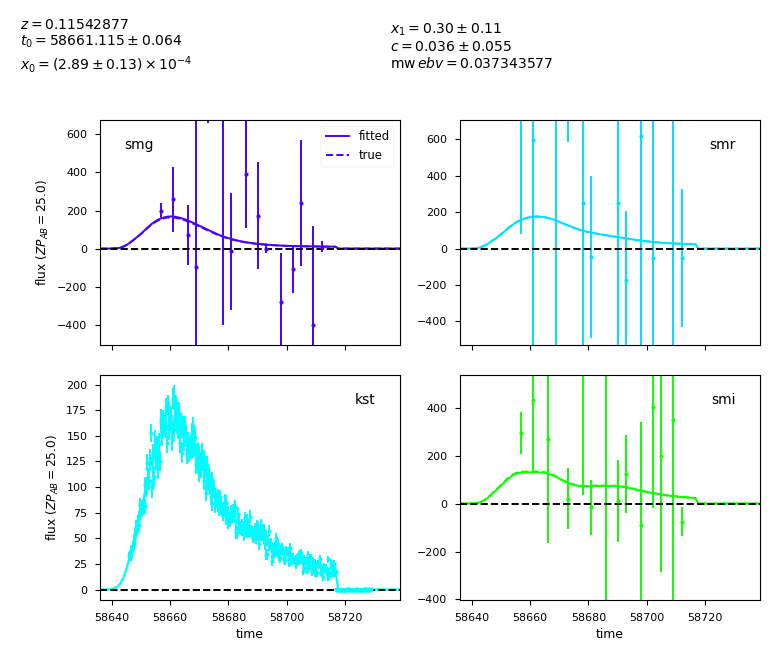 z = 0.11542877
t₀ = 58661.115 ± 0.064
x₀ = (2.89 ± 0.13) × 10⁻⁴
x₁ = 0.30 ± 0.11
c = 0.036 ± 0.055
mw ebv = 0.037343577
smg
fitted
true
600
400
200
0
−200
−400
flux (ZP_AB = 25.0)
smr
600
400
200
0
−200
−400
kst
200
175
150
125
100
75
50
25
0
flux (ZP_AB = 25.0)
58640 58660 58680 58700 58720
time
smi
400
200
0
−200
−400
58640 58660 58680 58700 58720
time